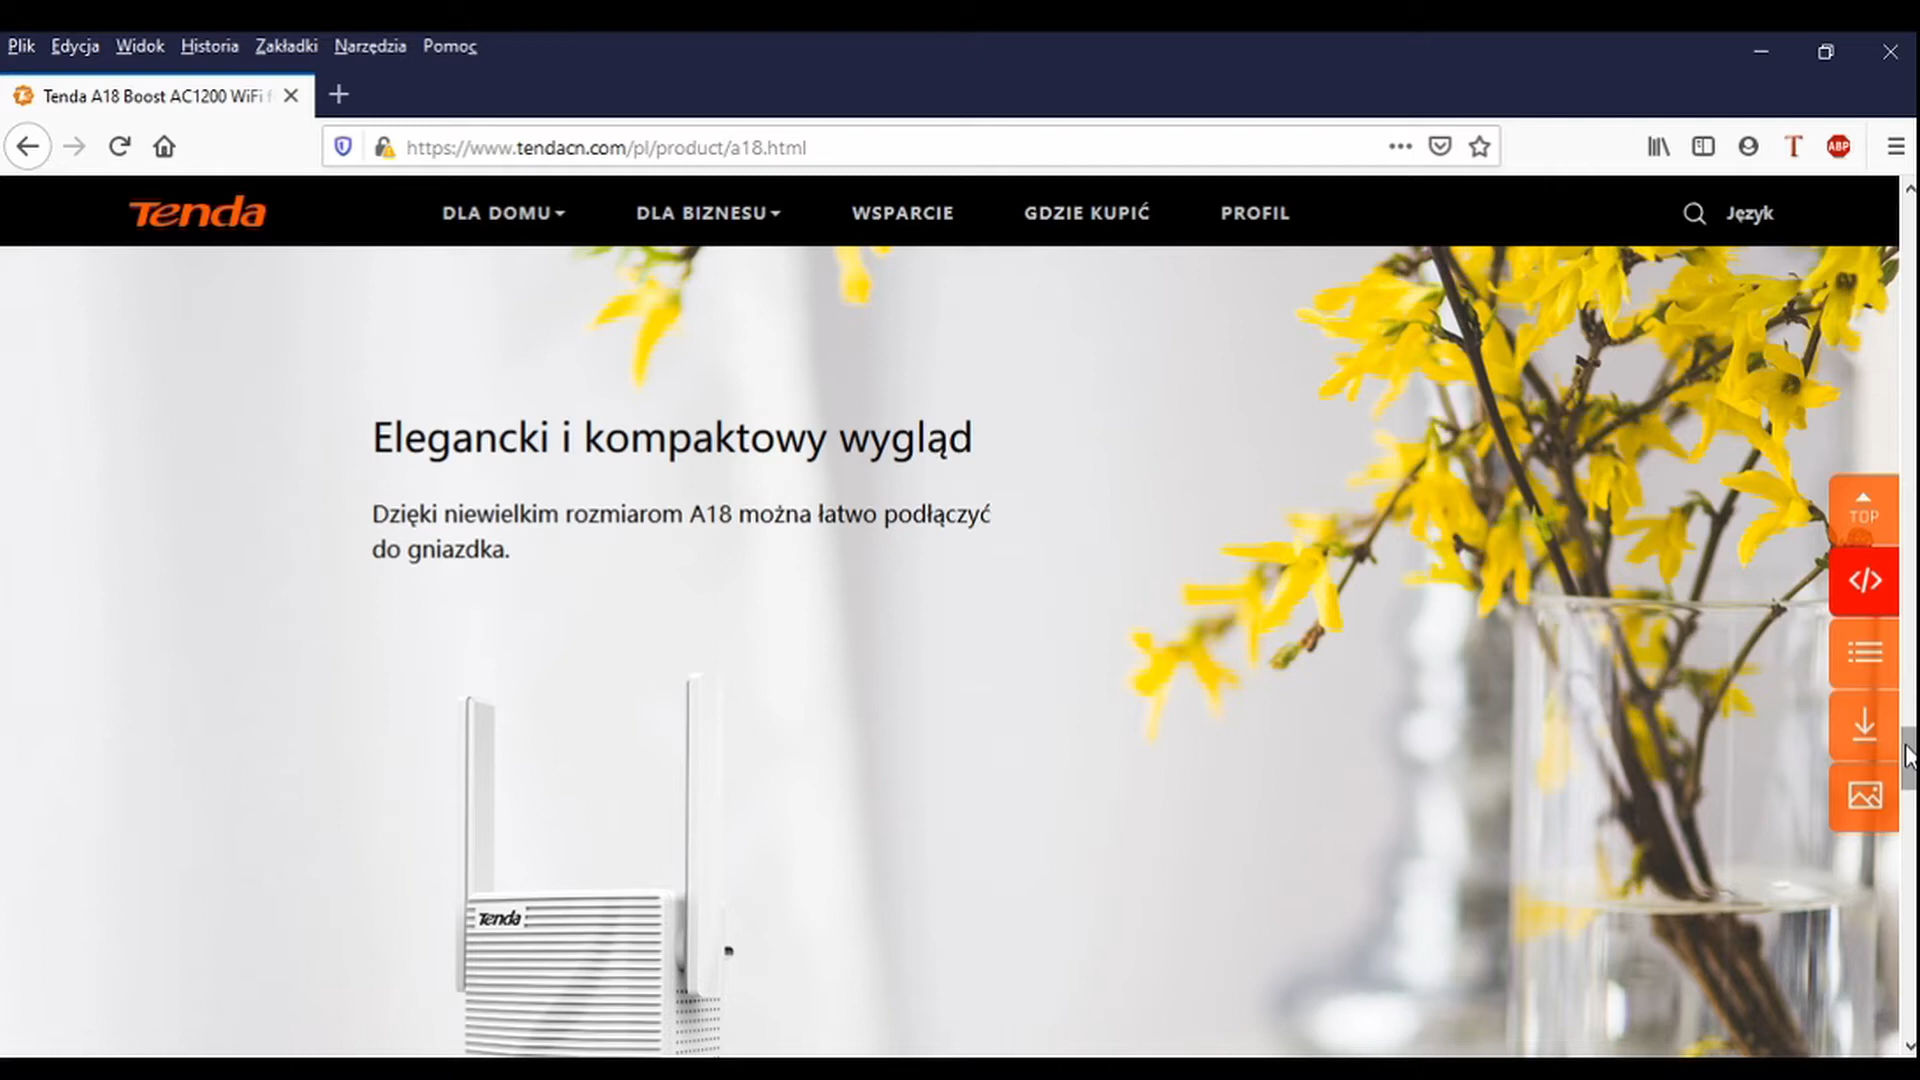 Plik Edycja Widok Historia Zakładki Narzędzia Pomoc
Tenda A18 Boost AC1200 WiFi f
https://www.tendacn.com/pl/product/a18.html
T
ABP
Tenda DLA DOMU DLA BIZNESU WSPARCIE GDZIE KUPIĆ PROFIL Język
Elegancki i kompaktowy wygląd
Dzięki niewielkim rozmiarom A18 można łatwo podłączyć
do gniazdka.
TOP
</>
Tenda